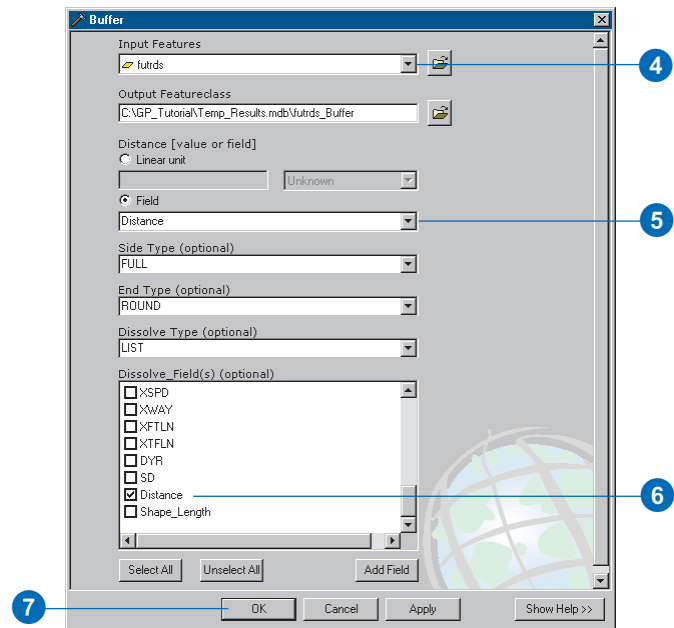 Buffer
Input Features
futrds
4
Output Featureclass
C:\GP_Tutorial\Temp_Results.mdb\futrds_Buffer
Distance [value or field]
Linear unit
Unknown
Field
Distance
5
Side Type (optional)
FULL
End Type (optional)
ROUND
Dissolve Type (optional)
LIST
Dissolve_Field(s) (optional)
XSPD
XWAY
XFTLN
XTFLN
DYR
SD
Distance
6
Shape_Length
Select All Unselect All Add Field
7
OK Cancel Apply Show Help >>